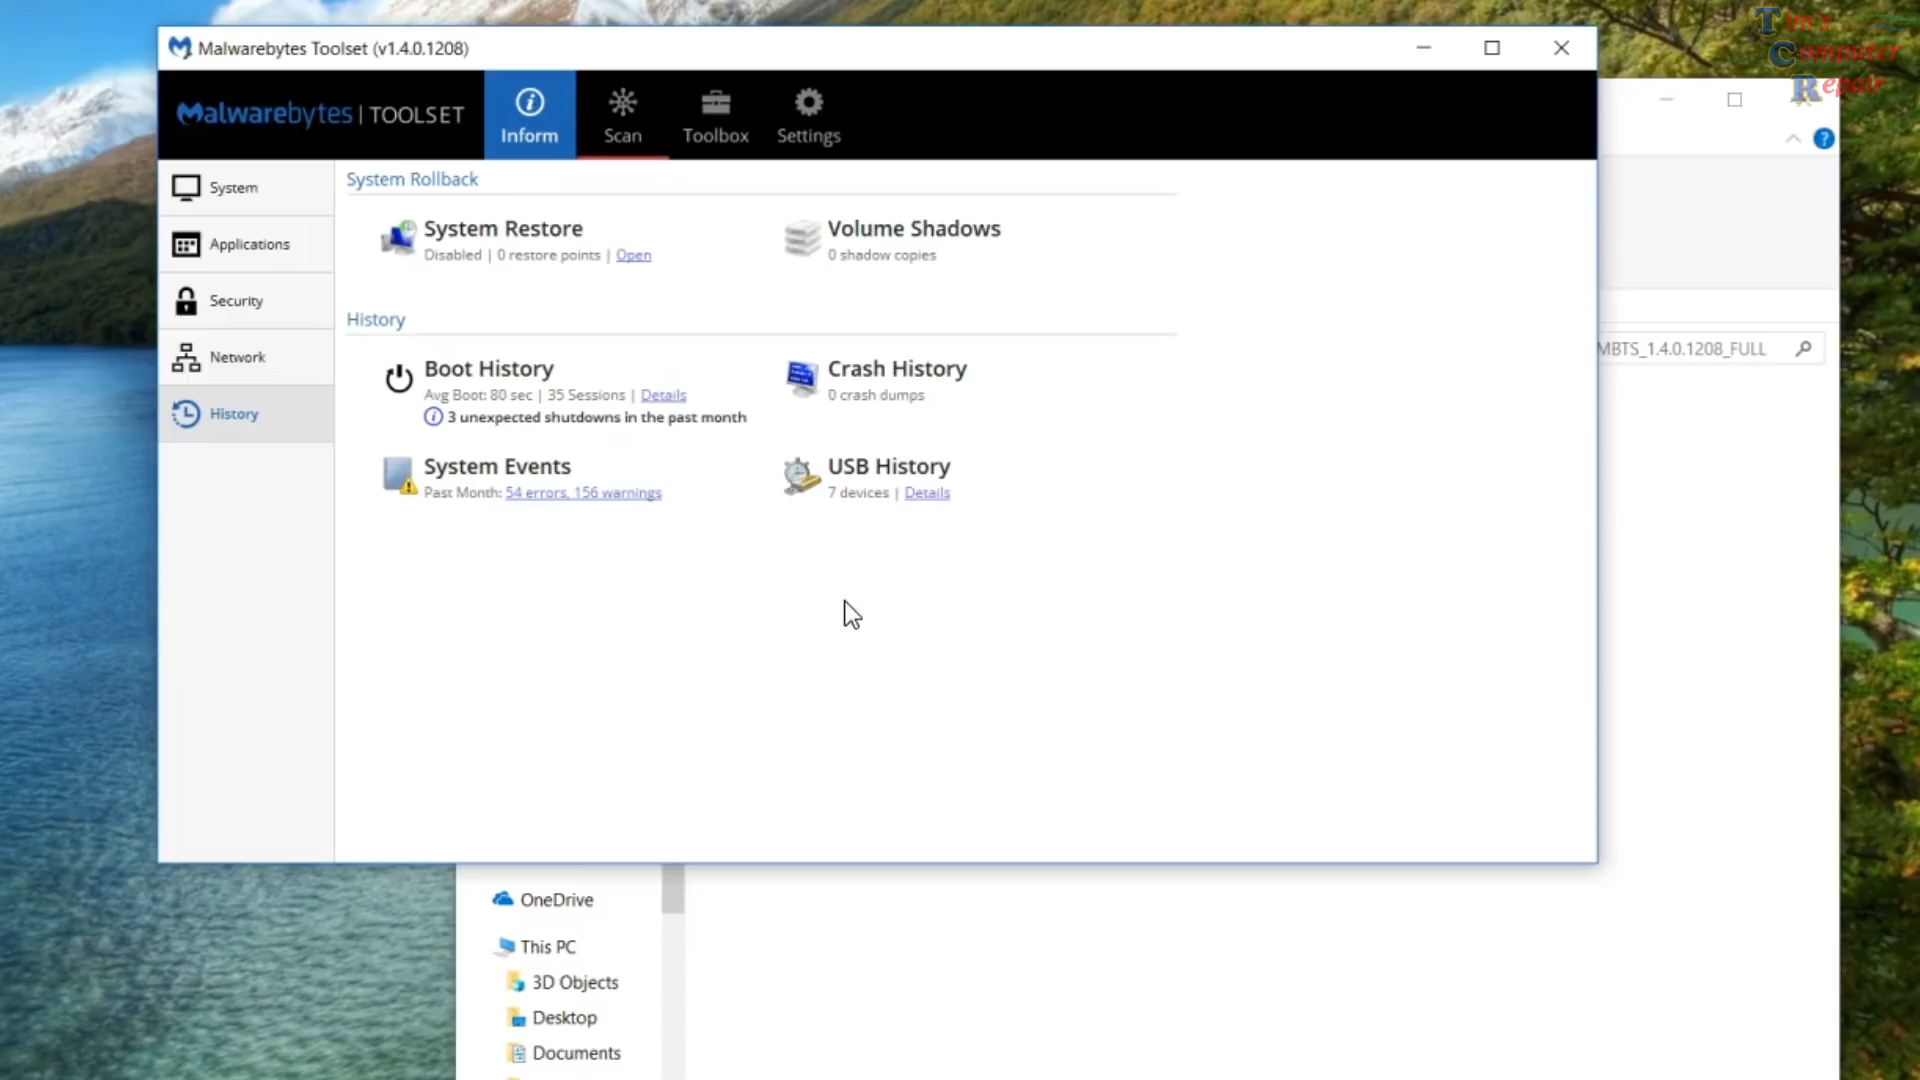 Malwarebytes Toolset (v1.4.0.1208)
Tim's
Computer
Repair
Malwarebytes | TOOLSET
Inform
Scan
Toolbox
Settings
System
Applications
Security
Network
History
System Rollback
System Restore
Disabled | 0 restore points | Open
Volume Shadows
0 shadow copies
History
Boot History
Avg Boot: 80 sec | 35 Sessions | Details
3 unexpected shutdowns in the past month
Crash History
0 crash dumps
System Events
Past Month: 54 errors, 156 warnings
USB History
7 devices | Details
MBTS_1.4.0.1208_FULL
OneDrive
This PC
3D Objects
Desktop
Documents